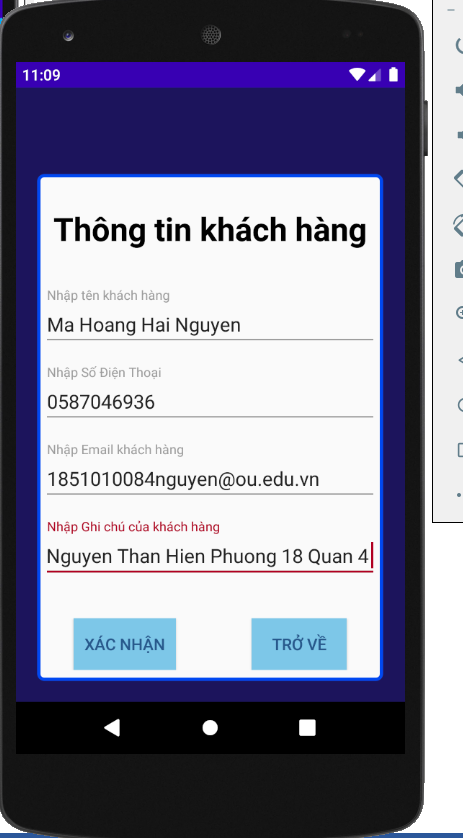 11:09
Thông tin khách hàng
Nhập tên khách hàng
Ma Hoang Hai Nguyen
Nhập Số Điện Thoại
0587046936
Nhập Email khách hàng
1851010084nguyen@ou.edu.vn
Nhập Ghi chú của khách hàng
Nguyen Than Hien Phuong 18 Quan 4
XÁC NHẬN
TRỞ VỀ